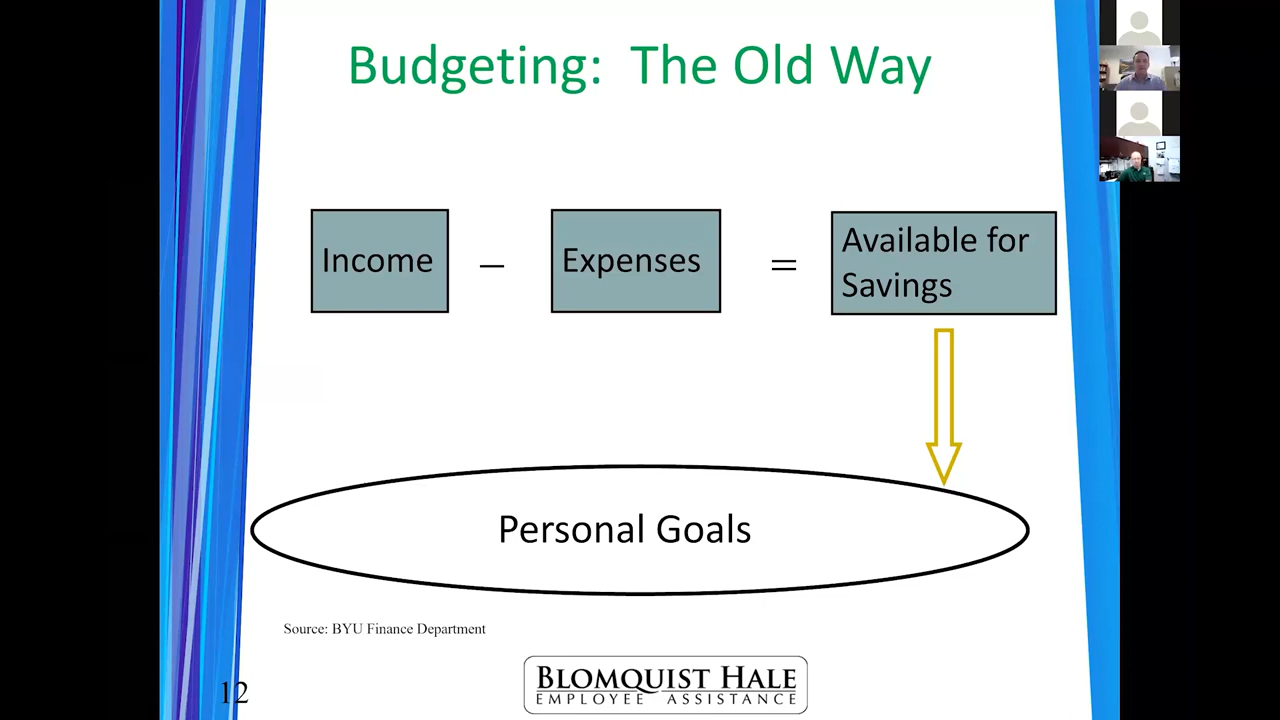 Budgeting:  The Old Way
Income
–
Expenses
=
Available for
Savings
Personal Goals
Source: BYU Finance Department
12
BLOMQUIST HALE
EMPLOYEE ASSISTANCE